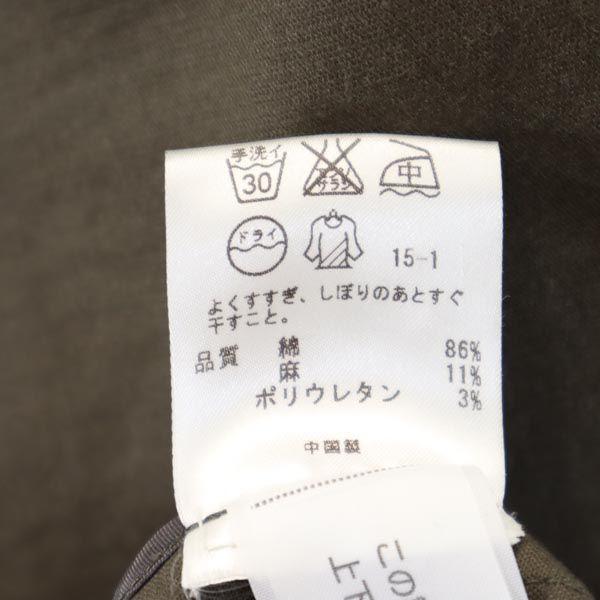 手洗イ
30
エンソ
サラシ
中
ドライ
15-1
よくすすぎ、しぼりのあとすぐ
干すこと。
品質 綿 86%
麻 11%
ポリウレタン 3%
中国製
この